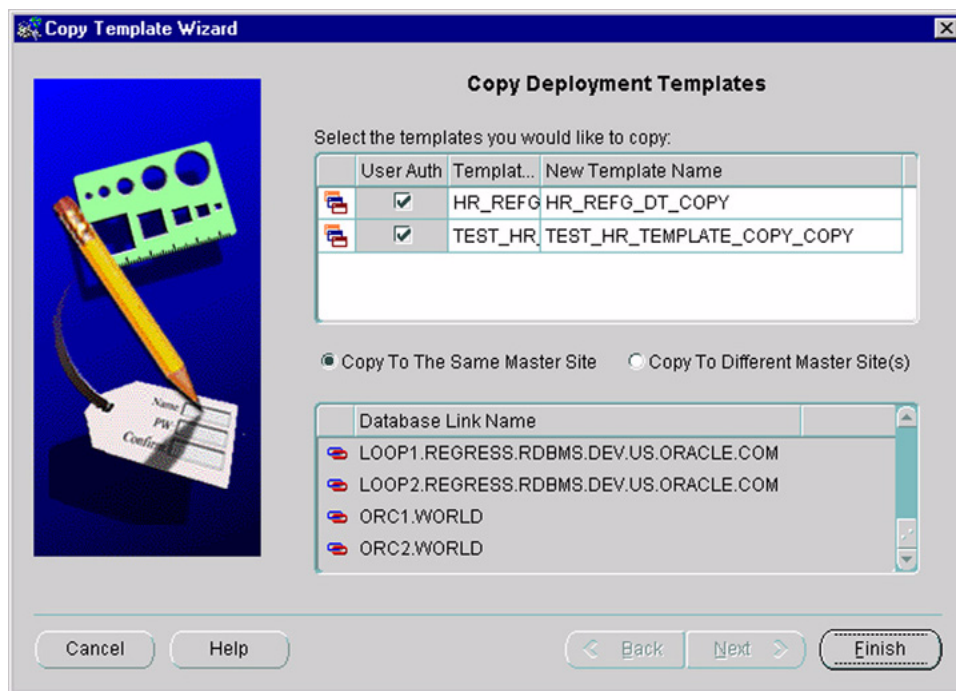 Copy Template Wizard
Copy Deployment Templates
Select the templates you would like to copy:
User Auth Templat... New Template Name
HR_REFG HR_REFG_DT_COPY
TEST_HR_ TEST_HR_TEMPLATE_COPY_COPY
Copy To The Same Master Site Copy To Different Master Site(s)
Name
PW
Confirm
Database Link Name
LOOP1.REGRESS.RDBMS.DEV.US.ORACLE.COM
LOOP2.REGRESS.RDBMS.DEV.US.ORACLE.COM
ORC1.WORLD
ORC2.WORLD
Cancel Help Back Next Finish